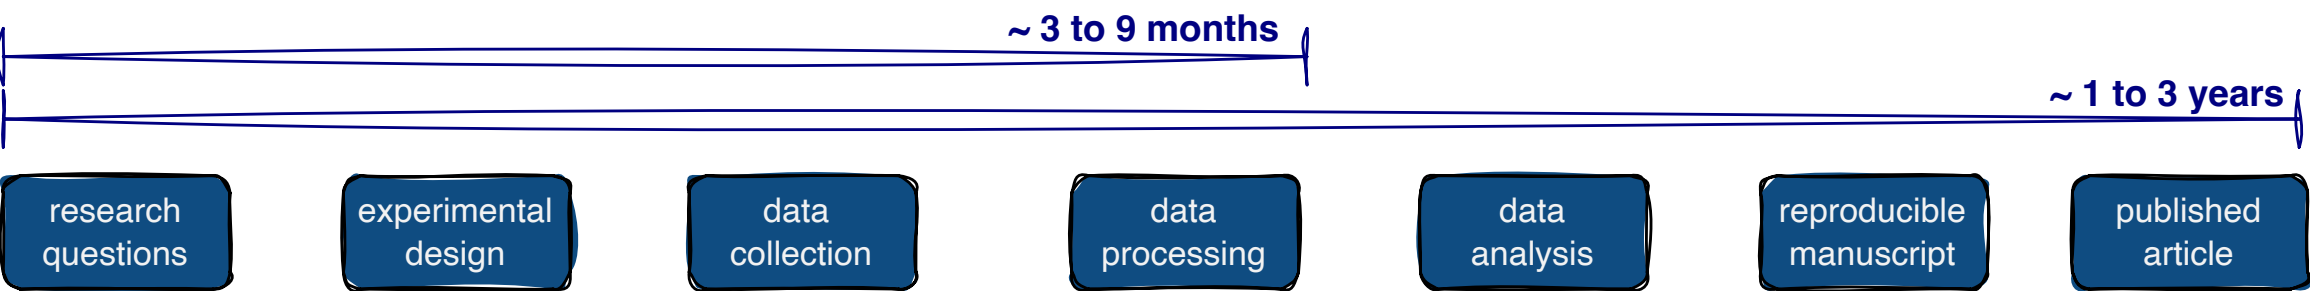 ~ 3 to 9 months
~ 1 to 3 years
research
questions
experimental
design
data
collection
data
processing
data
analysis
reproducible
manuscript
published
article